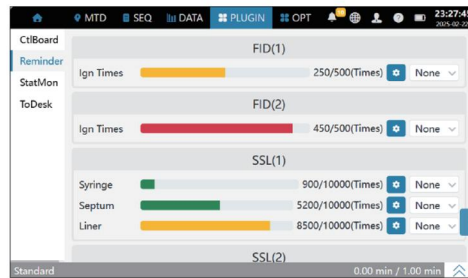 MTD SEQ DATA PLUGIN OPT 23:27:45
2025-02-22
CtlBoard
Reminder
StatMon
ToDesk
FID(1)
Ign Times 250/500(Times) None
FID(2)
Ign Times 450/500(Times) None
SSL(1)
Syringe 900/10000(Times) None
Septum 5200/10000(Times) None
Liner 8500/10000(Times) None
SSL(2)
Standard 0.00 min / 1.00 min